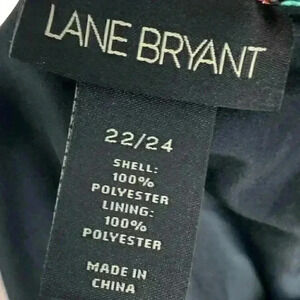 LANE BRYANT
22/24
SHELL:
100%
POLYESTER
LINING:
100%
POLYESTER
MADE IN
CHINA